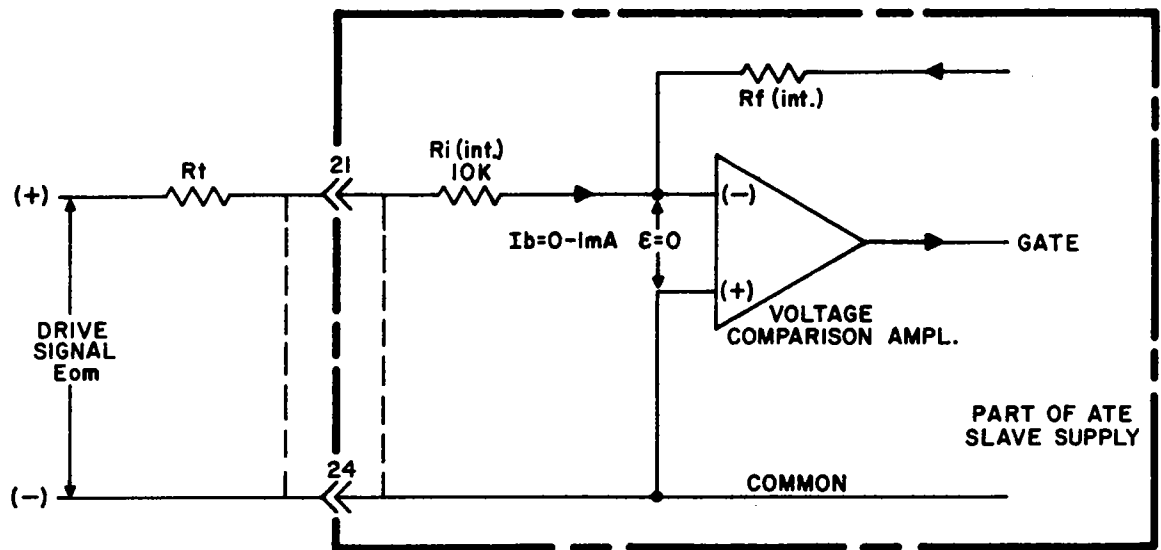 Rf (int.)
Rt
21
Ri (int.)
10K
(+)
(-)
Ib=0-1mA
ε=0
GATE
(+)
VOLTAGE
COMPARISON AMPL.
DRIVE
SIGNAL
Eom
PART OF ATE
SLAVE SUPPLY
24
(-)
COMMON